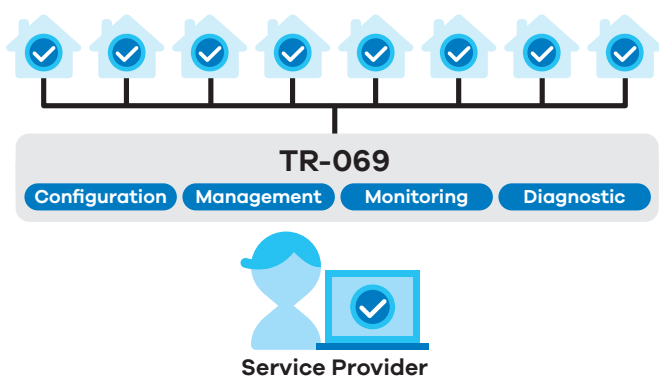 TR-069
Configuration Management Monitoring Diagnostic
Service Provider